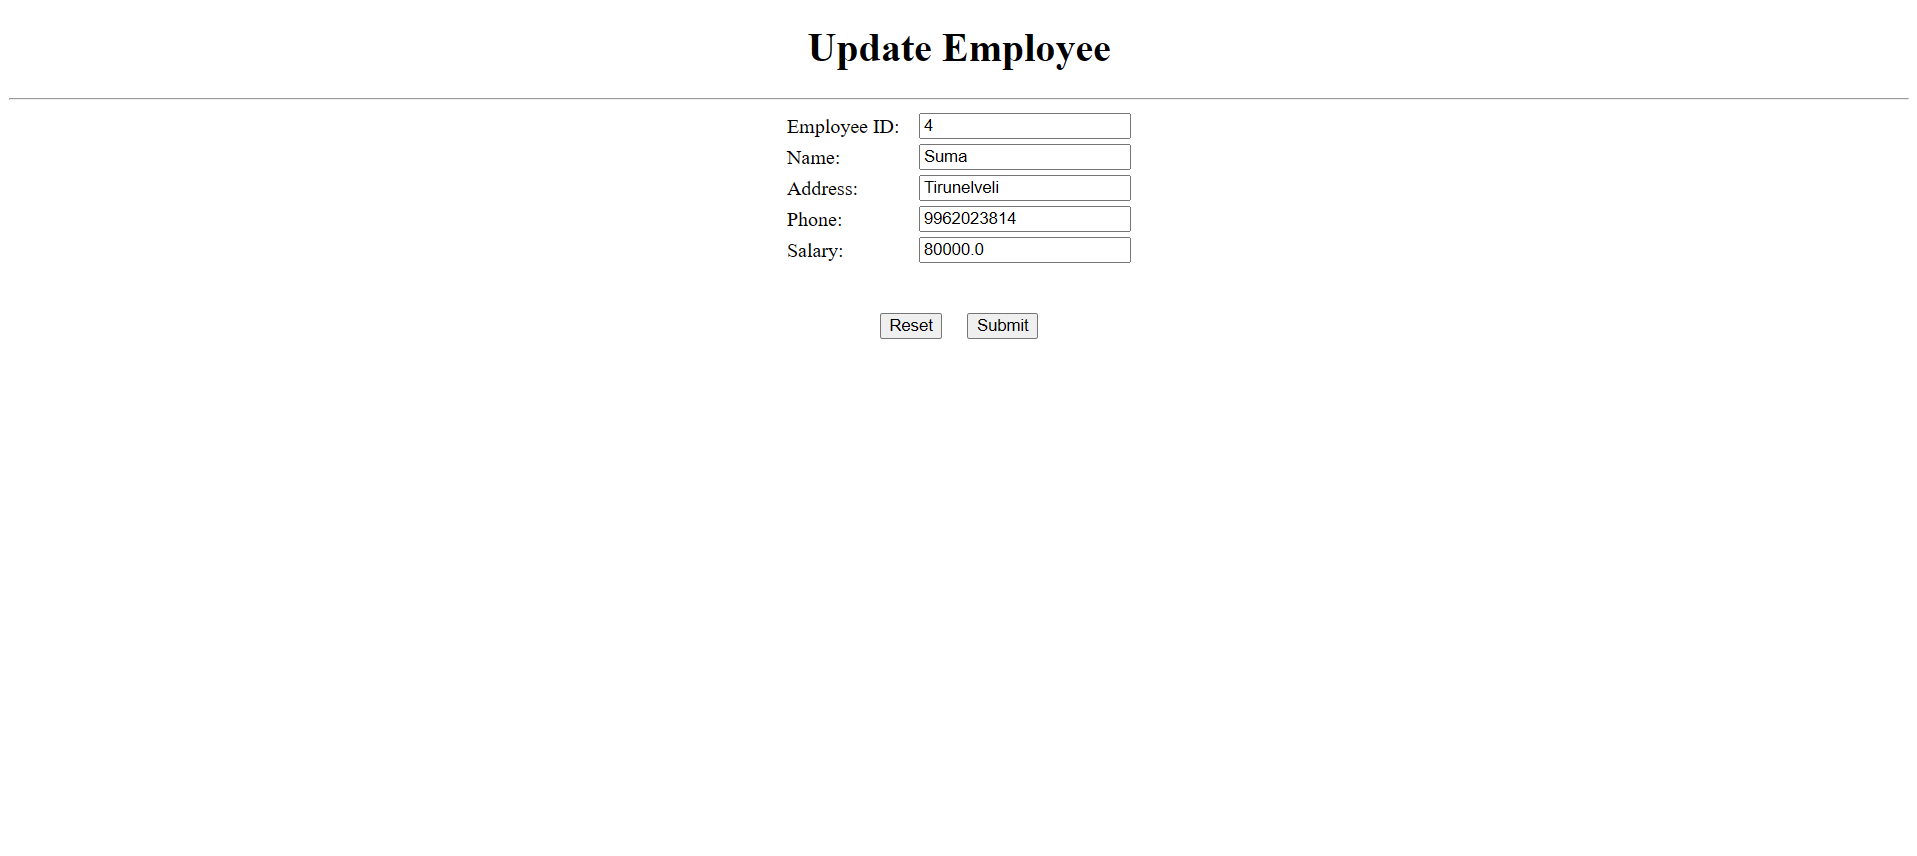 Update Employee
Employee ID: 4
Name: Suma
Address: Tirunelveli
Phone: 9962023814
Salary: 80000.0
Reset Submit